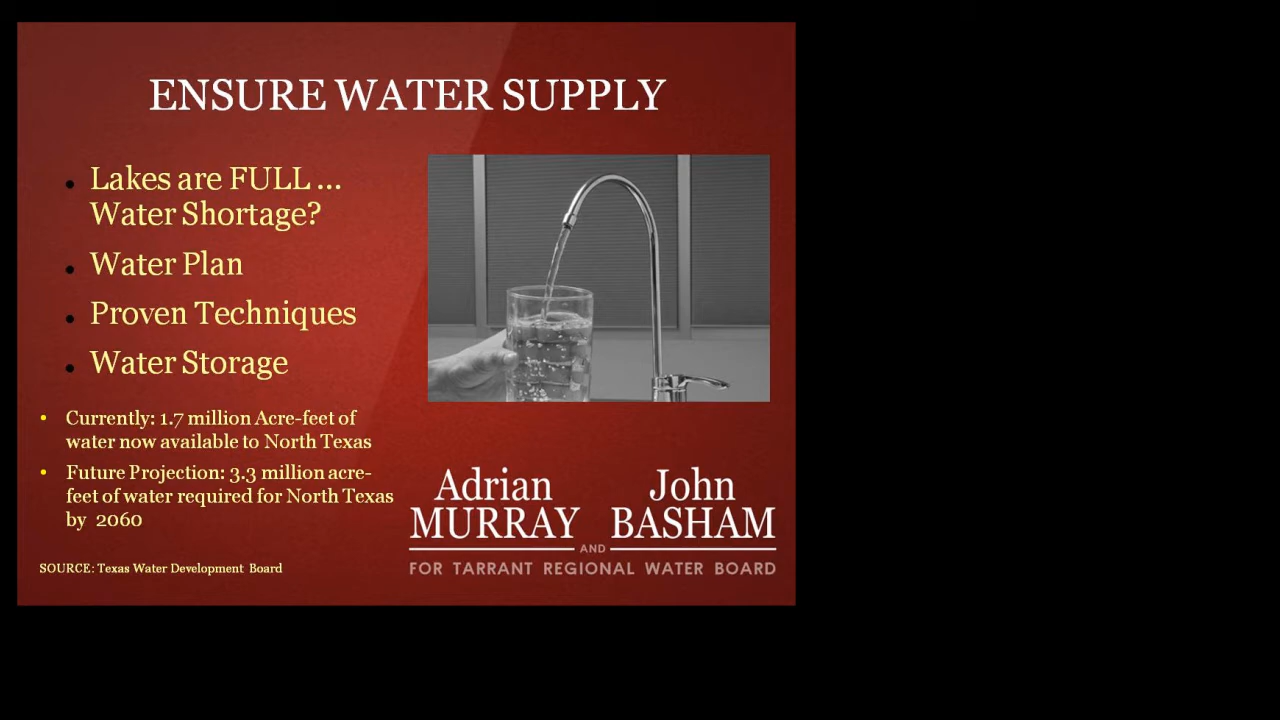 ENSURE WATER SUPPLY
• Lakes are FULL ...
Water Shortage?
• Water Plan
• Proven Techniques
• Water Storage
• Currently: 1.7 million Acre-feet of
water now available to North Texas
• Future Projection: 3.3 million acre-
feet of water required for North Texas
by 2060
SOURCE: Texas Water Development Board
Adrian John
MURRAY BASHAM
AND
FOR TARRANT REGIONAL WATER BOARD